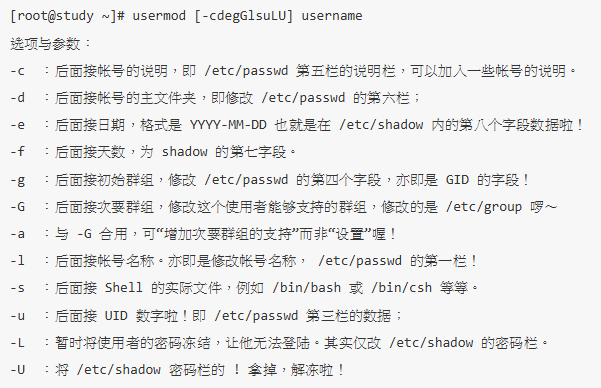 [root@study ~]# usermod [-cdegGlsuLU] username
选项与参数：
-c  ：后面接帐号的说明，即 /etc/passwd 第五栏的说明栏，可以加入一些帐号的说明。
-d  ：后面接帐号的主文件夹，即修改 /etc/passwd 的第六栏；
-e  ：后面接日期，格式是 YYYY-MM-DD 也就是在 /etc/shadow 内的第八个字段数据啦！
-f  ：后面接天数，为 shadow 的第七字段。
-g  ：后面接初始群组，修改 /etc/passwd 的第四个字段，亦即是 GID 的字段！
-G  ：后面接次要群组，修改这个使用者能够支持的群组，修改的是 /etc/group 啰～
-a  ：与 -G 合用，可“增加次要群组的支持”而非“设置”喔！
-l  ：后面接帐号名称。亦即是修改帐号名称， /etc/passwd 的第一栏！
-s  ：后面接 Shell 的实际文件，例如 /bin/bash 或 /bin/csh 等等。
-u  ：后面接 UID 数字啦！即 /etc/passwd 第三栏的数据；
-L  ：暂时将使用者的密码冻结，让他无法登陆。其实仅改 /etc/shadow 的密码栏。
-U  ：将 /etc/shadow 密码栏的 ! 拿掉，解冻啦！